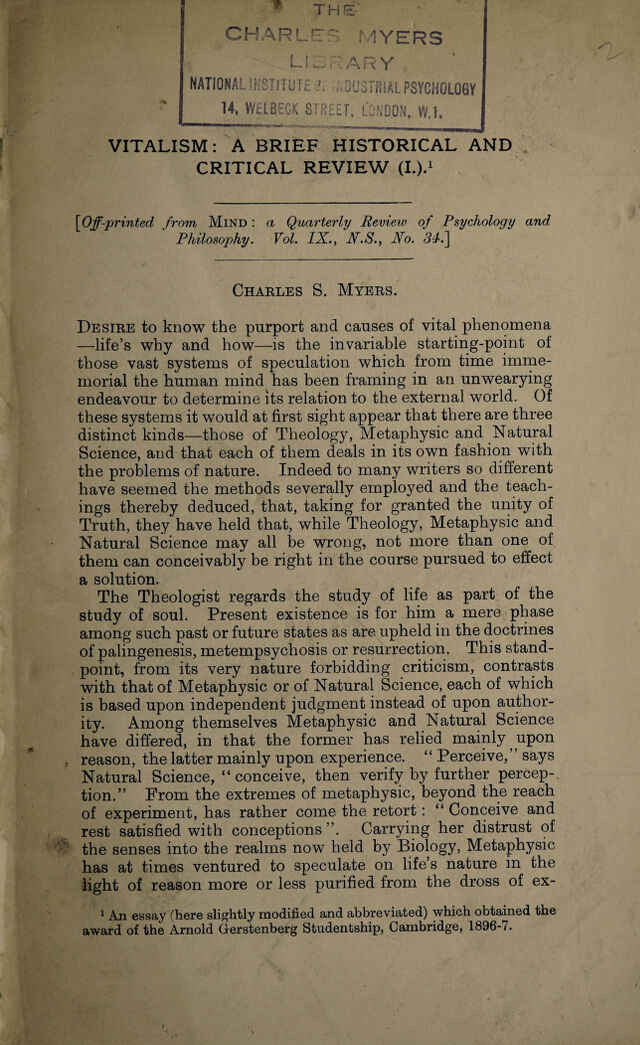 THE
CHARLES MYERS
LIBRARY
NATIONAL INSTITUTE OF INDUSTRIAL PSYCHOLOGY
14, WELBECK STREET, LONDON, W.1.
2
VITALISM: A BRIEF HISTORICAL AND
CRITICAL REVIEW (I.).¹
[Off-printed from MIND: a Quarterly Review of Psychology and
Philosophy. Vol. IX., N.S., No. 34.]
CHARLES S. MYERS.
DESIRE to know the purport and causes of vital phenomena
—life's why and how—is the invariable starting-point of
those vast systems of speculation which from time imme-
morial the human mind has been framing in an unwearying
endeavour to determine its relation to the external world. Of
these systems it would at first sight appear that there are three
distinct kinds—those of Theology, Metaphysic and Natural
Science, and that each of them deals in its own fashion with
the problems of nature. Indeed to many writers so different
have seemed the methods severally employed and the teach-
ings thereby deduced, that, taking for granted the unity of
Truth, they have held that, while Theology, Metaphysic and
Natural Science may all be wrong, not more than one of
them can conceivably be right in the course pursued to effect
a solution.
The Theologist regards the study of life as part of the
study of soul. Present existence is for him a mere phase
among such past or future states as are upheld in the doctrines
of palingenesis, metempsychosis or resurrection. This stand-
point, from its very nature forbidding criticism, contrasts
with that of Metaphysic or of Natural Science, each of which
is based upon independent judgment instead of upon author-
ity. Among themselves Metaphysic and Natural Science
have differed, in that the former has relied mainly upon
reason, the latter mainly upon experience. "Perceive," says
Natural Science, "conceive, then verify by further percep-
tion." From the extremes of metaphysic, beyond the reach
of experiment, has rather come the retort: "Conceive and
rest satisfied with conceptions". Carrying her distrust of
the senses into the realms now held by Biology, Metaphysic
has at times ventured to speculate on life's nature in the
light of reason more or less purified from the dross of ex-
¹ An essay (here slightly modified and abbreviated) which obtained the
award of the Arnold Gerstenberg Studentship, Cambridge, 1896-7.